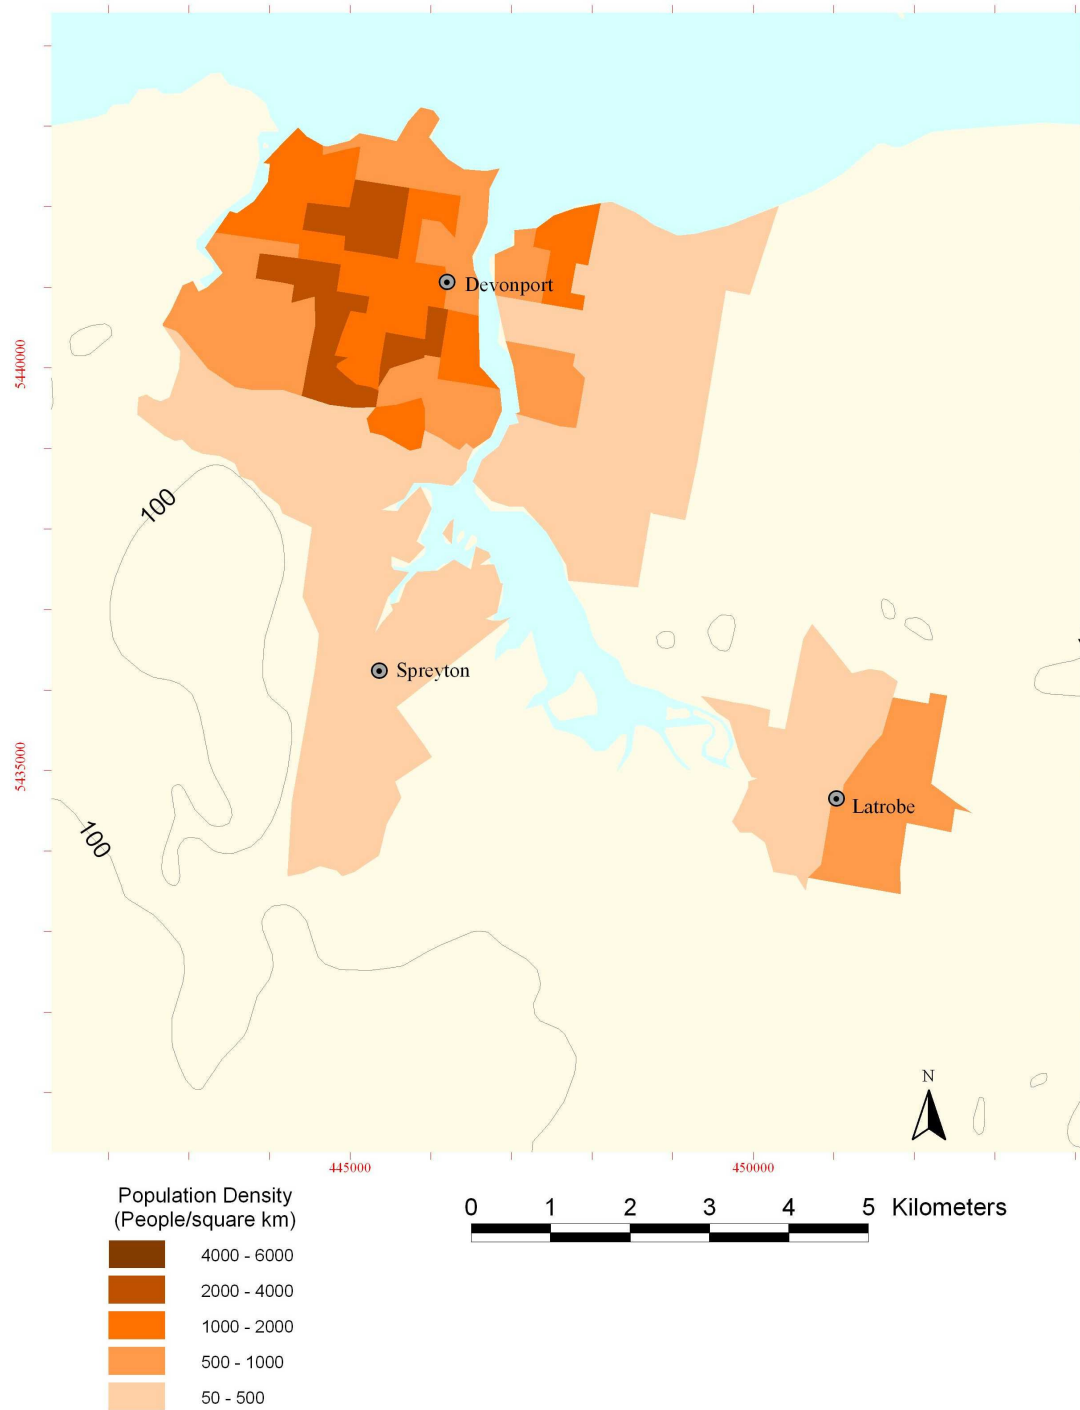 Devonport
5440000
100
Spreyton
5435000
Latrobe
100
N
445000
450000
Population Density
(People/square km)
4000 - 6000
2000 - 4000
1000 - 2000
500 - 1000
50 - 500
0 1 2 3 4 5 Kilometers